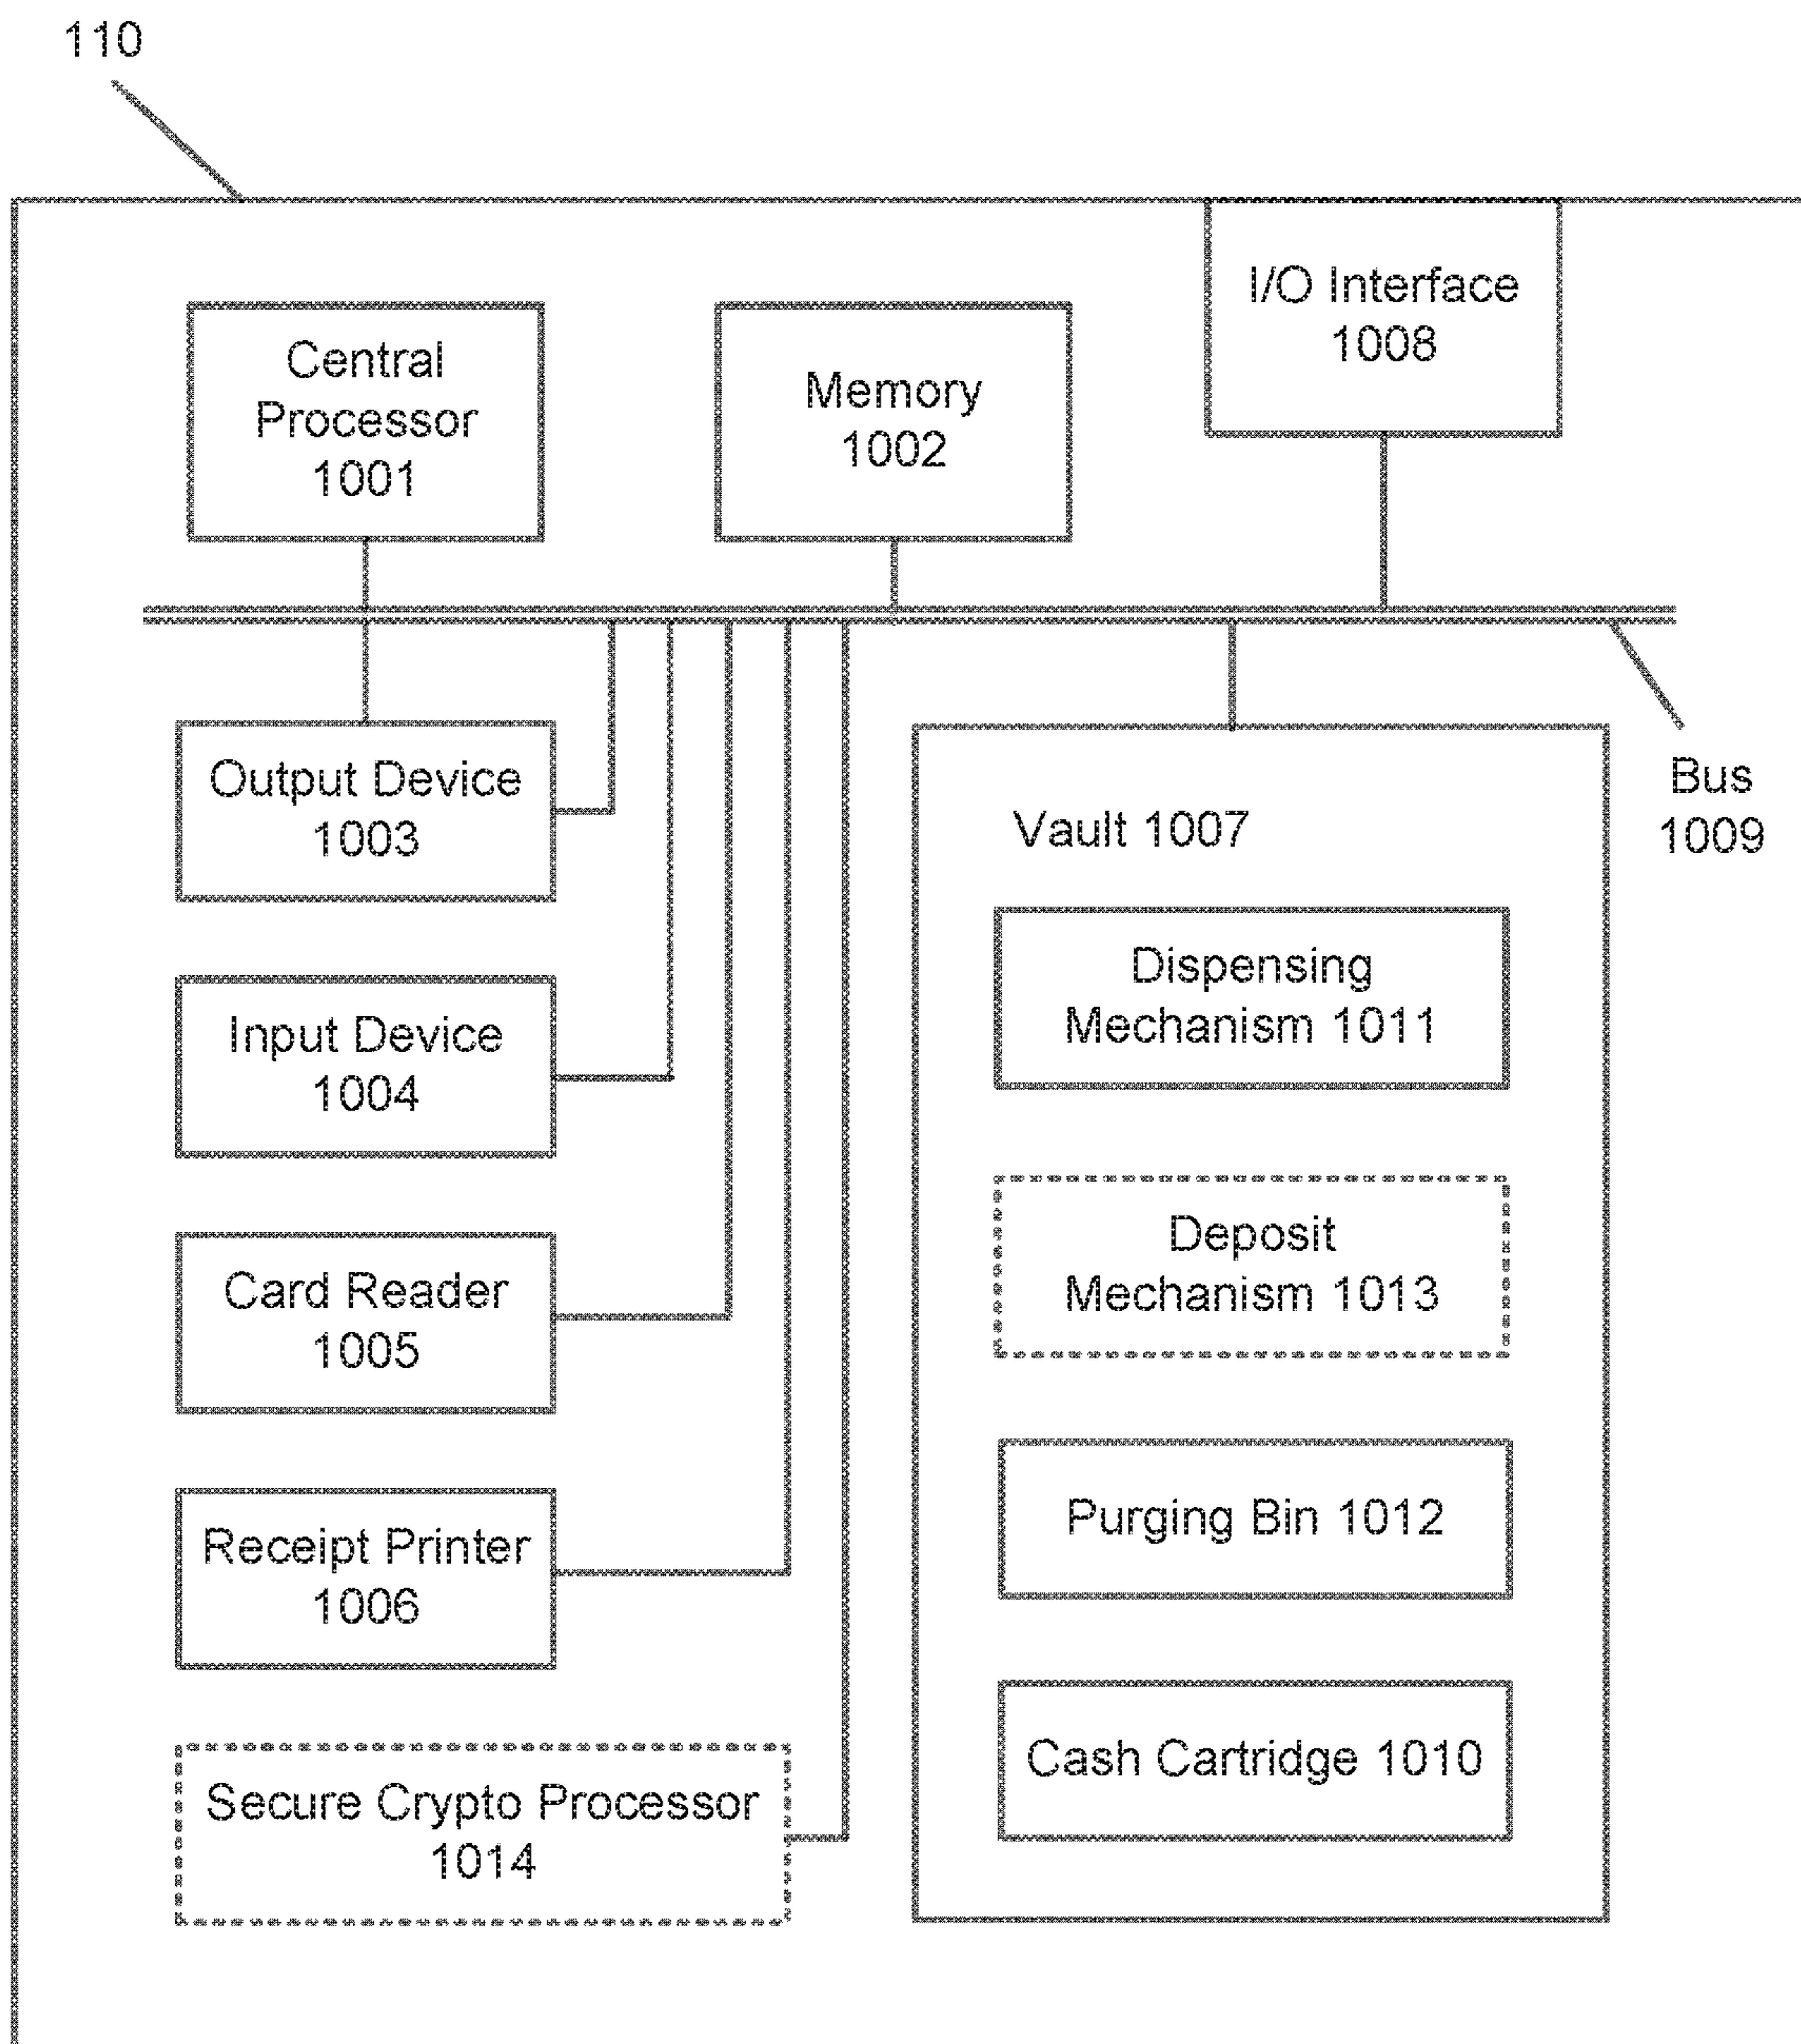 110
I/O Interface
1008
Central
Processor
1001
Memory
1002
Output Device
1003
Bus
1009
Vault 1007
Dispensing
Mechanism 1011
Input Device
1004
Deposit
Mechanism 1013
Card Reader
1005
Purging Bin 1012
Receipt Printer
1006
Cash Cartridge 1010
Secure Crypto Processor
1014